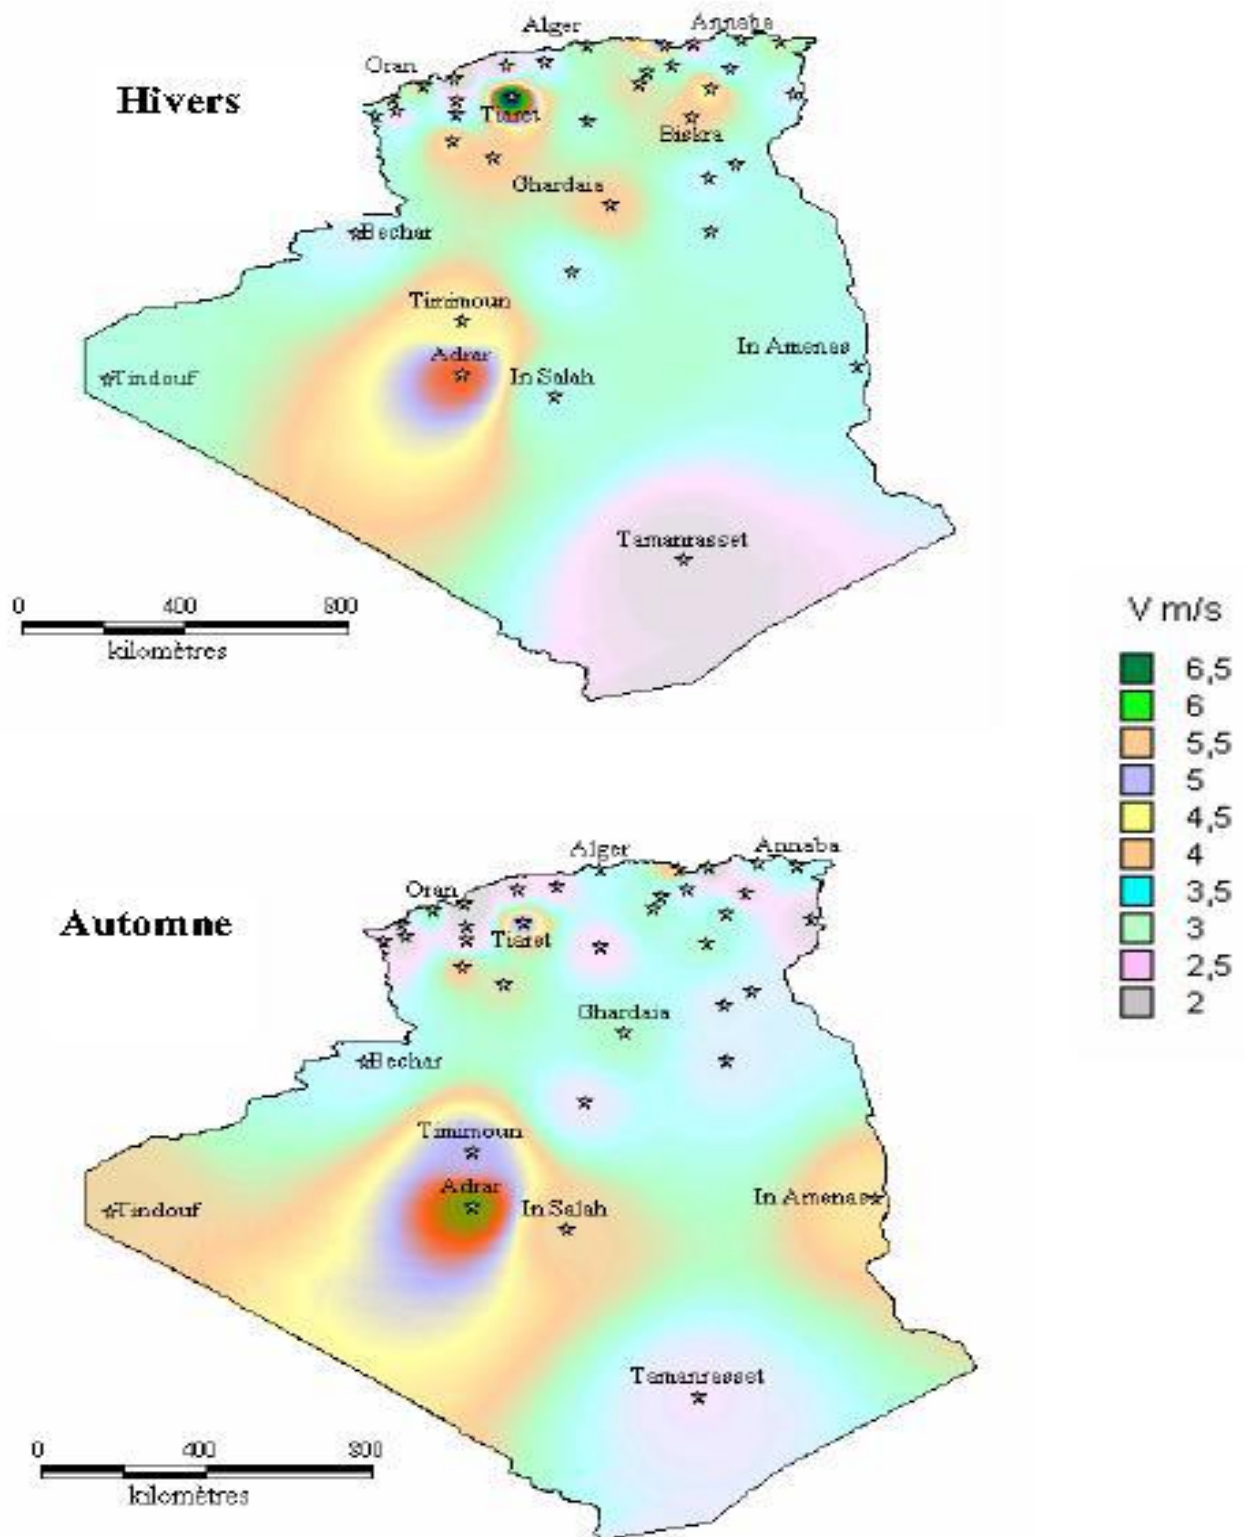 Alger
Annaba
Oran
Hivers
Tiaret
Biskra
Ghardaia
Bechar
Timimoun
Adrar
In Amenas
Tindouf
In Salah
Tamanrasset
0 400 800
kilomètres
V m/s
6,5
6
5,5
5
4,5
4
3,5
3
2,5
2
Alger
Annaba
Oran
Automne
Tiaret
Ghardaia
Bechar
Timimoun
Adrar
In Amenas
Tindouf
In Salah
Tamanrasset
0 400 800
kilomètres